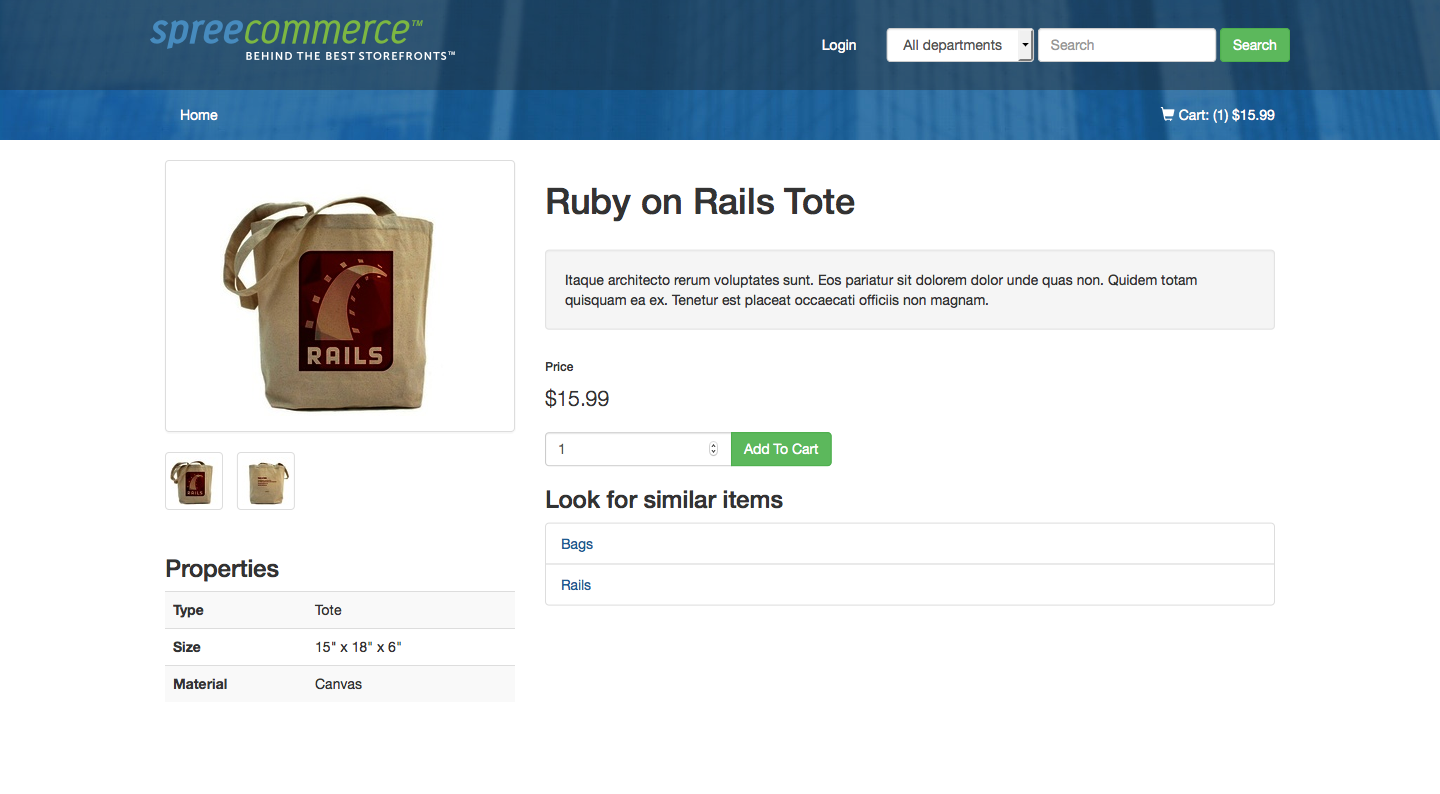 spreecommerce™
BEHIND THE BEST STOREFRONTS™
Login
All departments
Search
Search
Home
Cart: (1) $15.99
RAILS
RAILS
Ruby on Rails Tote
Itaque architecto rerum voluptates sunt. Eos pariatur sit dolorem dolor unde quas non. Quidem totam
quisquam ea ex. Tenetur est placeat occaecati officiis non magnam.
Price
$15.99
1
Add To Cart
Look for similar items
Bags
Rails
Properties
Type Tote
Size 15" x 18" x 6"
Material Canvas